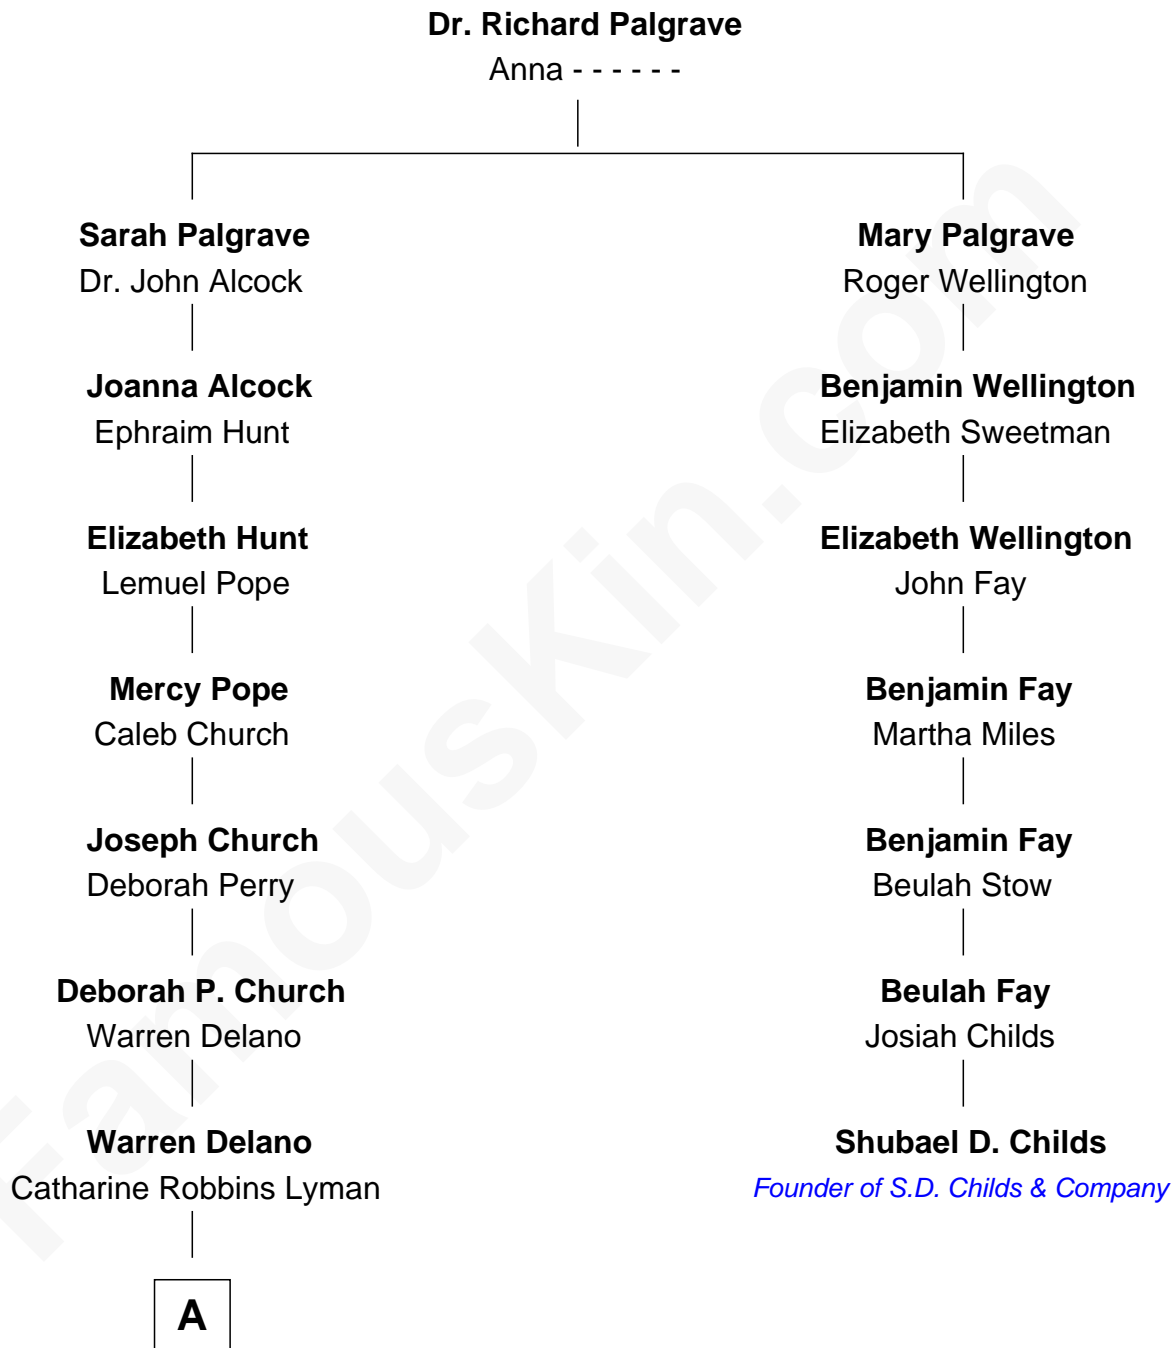 Dr. Richard Palgrave
Anna - - - - - -
Sarah Palgrave
Dr. John Alcock
Mary Palgrave
Roger Wellington
Joanna Alcock
Ephraim Hunt
Benjamin Wellington
Elizabeth Sweetman
Elizabeth Hunt
Lemuel Pope
Elizabeth Wellington
John Fay
Mercy Pope
Caleb Church
Benjamin Fay
Martha Miles
Joseph Church
Deborah Perry
Benjamin Fay
Beulah Stow
Deborah P. Church
Warren Delano
Beulah Fay
Josiah Childs
Warren Delano
Catharine Robbins Lyman
Shubael D. Childs
Founder of S.D. Childs & Company
A
FamousKin.com